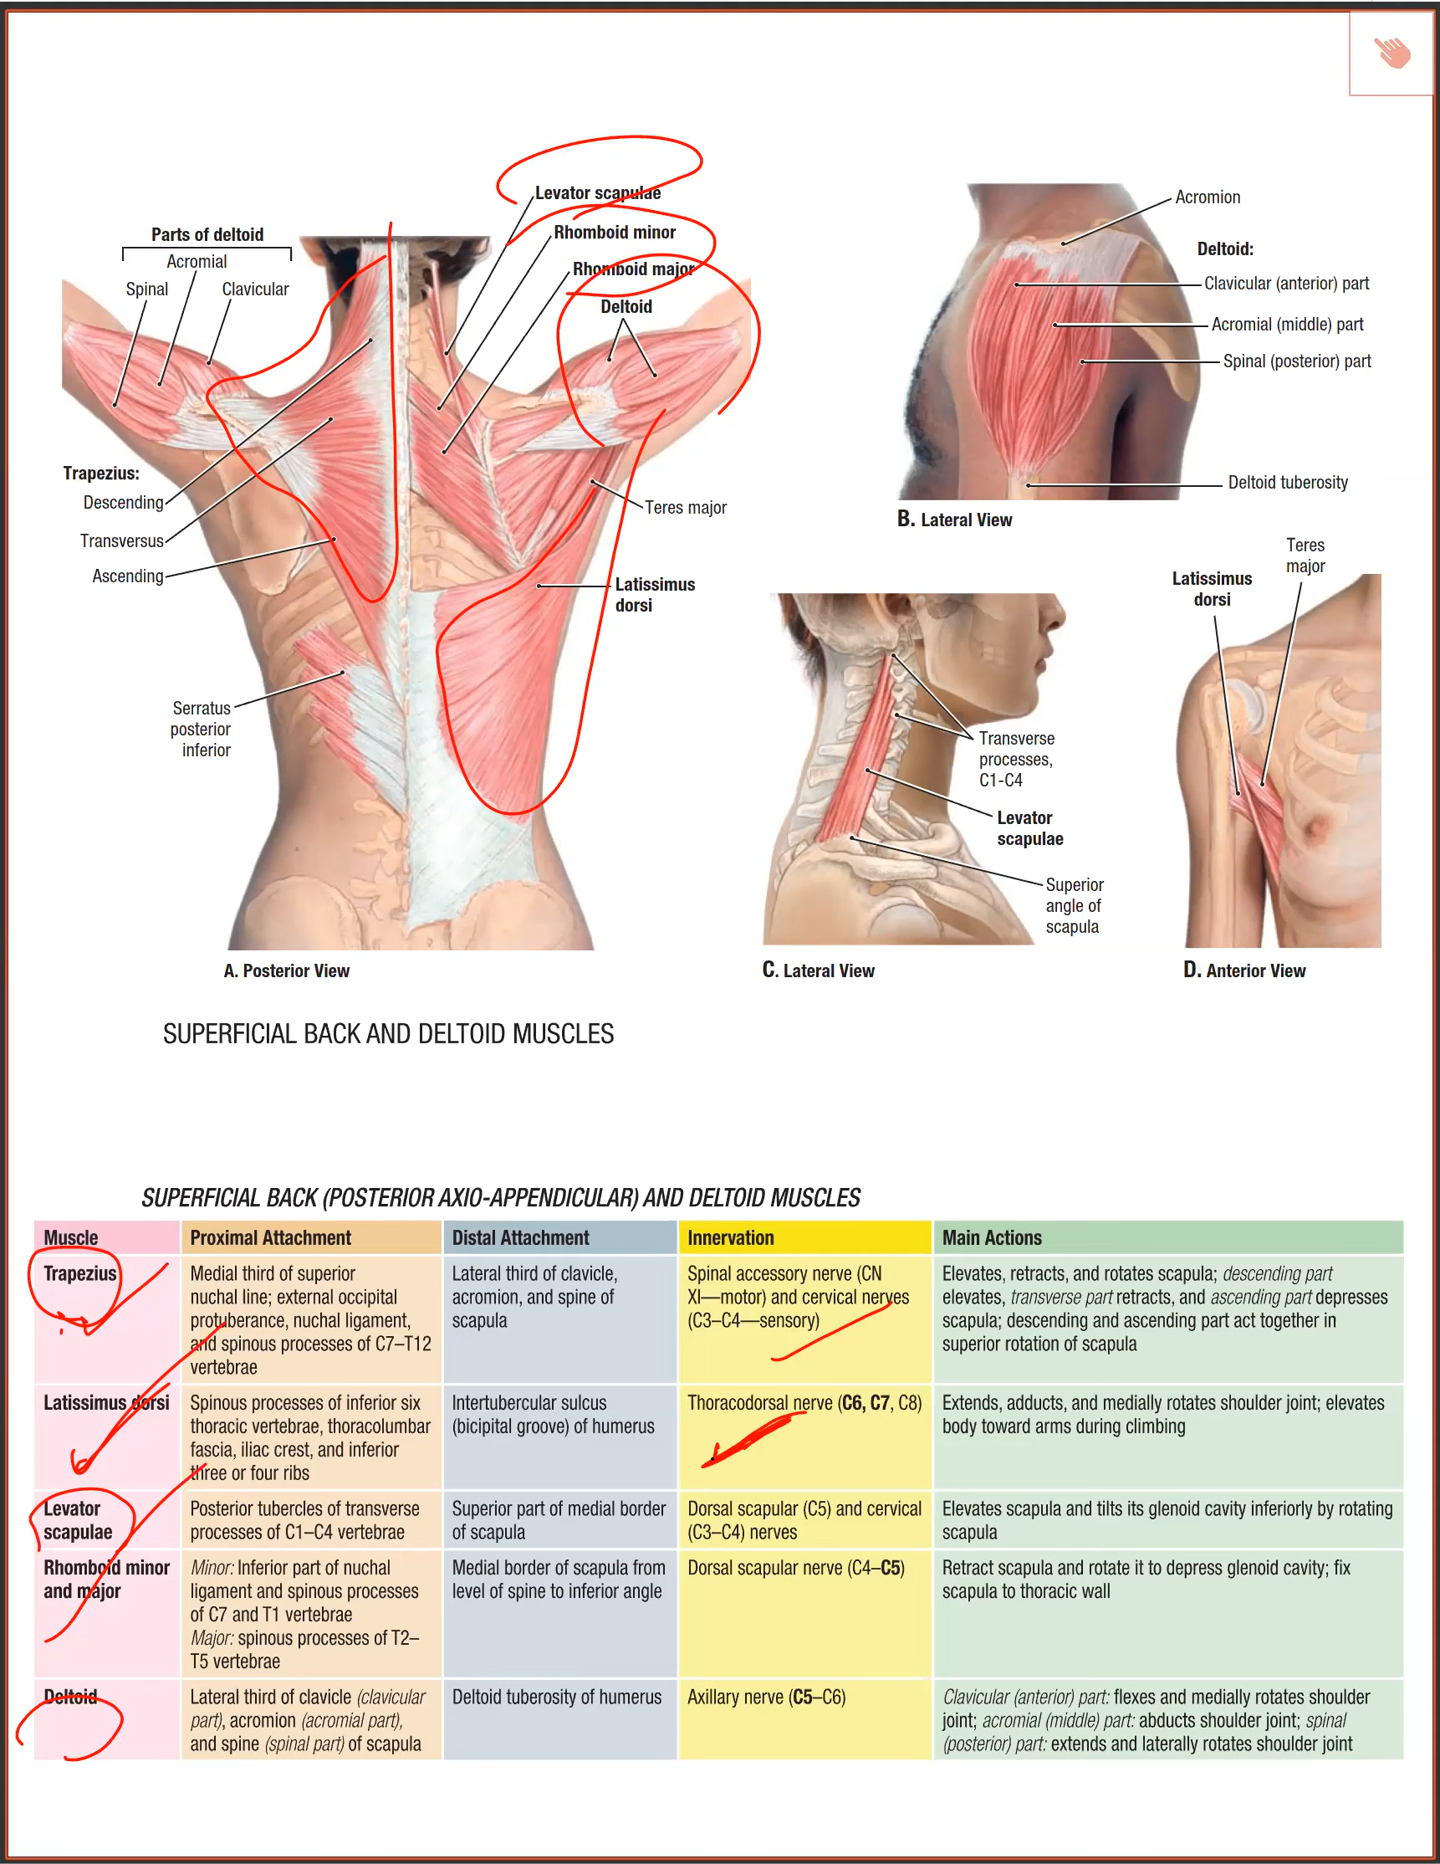 Levator scapulae
Rhomboid minor
Rhomboid major
Deltoid
Parts of deltoid
Acromial
Spinal
Clavicular
Trapezius:
Descending
Transversus
Ascending
Teres major
Latissimus
dorsi
Serratus
posterior
inferior
A. Posterior View
Acromion
Deltoid:
Clavicular (anterior) part
Acromial (middle) part
Spinal (posterior) part
Deltoid tuberosity
B. Lateral View
Transverse
processes,
C1-C4
Levator
scapulae
Superior
angle of
scapula
C. Lateral View
Teres
major
Latissimus
dorsi
D. Anterior View
SUPERFICIAL BACK AND DELTOID MUSCLES
SUPERFICIAL BACK (POSTERIOR AXIO-APPENDICULAR) AND DELTOID MUSCLES
Muscle
Proximal Attachment
Distal Attachment
Innervation
Main Actions
Trapezius
Medial third of superior
nuchal line; external occipital
protuberance, nuchal ligament,
and spinous processes of C7–T12
vertebrae
Lateral third of clavicle,
acromion, and spine of
scapula
Spinal accessory nerve (CN
XI—motor) and cervical nerves
(C3–C4—sensory)
Elevates, retracts, and rotates scapula; descending part
elevates, transverse part retracts, and ascending part depresses
scapula; descending and ascending part act together in
superior rotation of scapula
Latissimus dorsi
Spinous processes of inferior six
thoracic vertebrae, thoracolumbar
fascia, iliac crest, and inferior
three or four ribs
Intertubercular sulcus
(bicipital groove) of humerus
Thoracodorsal nerve (C6, C7, C8)
Extends, adducts, and medially rotates shoulder joint; elevates
body toward arms during climbing
Levator
scapulae
Posterior tubercles of transverse
processes of C1–C4 vertebrae
Superior part of medial border
of scapula
Dorsal scapular (C5) and cervical
(C3–C4) nerves
Elevates scapula and tilts its glenoid cavity inferiorly by rotating
scapula
Rhomboid minor
and major
Minor: Inferior part of nuchal
ligament and spinous processes
of C7 and T1 vertebrae
Major: spinous processes of T2–
T5 vertebrae
Medial border of scapula from
level of spine to inferior angle
Dorsal scapular nerve (C4–C5)
Retract scapula and rotate it to depress glenoid cavity; fix
scapula to thoracic wall
Deltoid
Lateral third of clavicle (clavicular
part), acromion (acromial part),
and spine (spinal part) of scapula
Deltoid tuberosity of humerus
Axillary nerve (C5–C6)
Clavicular (anterior) part: flexes and medially rotates shoulder
joint; acromial (middle) part: abducts shoulder joint; spinal
(posterior) part: extends and laterally rotates shoulder joint